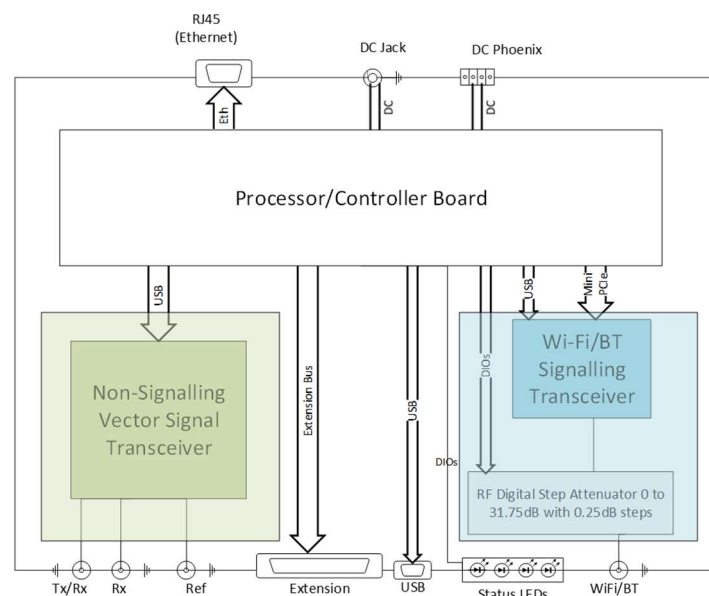 RJ45
(Ethernet)
DC Jack
DC Phoenix
Eth
DC
DC
Processor/Controller Board
USB
USB
Mini
PCIe
Non-Signalling
Vector Signal
Transceiver
Extension Bus
USB
DIOs
DIOs
Wi-Fi/BT
Signalling
Transceiver
RF Digital Step Attenuator 0 to
31.75dB with 0.25dB steps
Tx/Rx
Rx
Ref
Extension
USB
Status LEDs
WiFi/BT